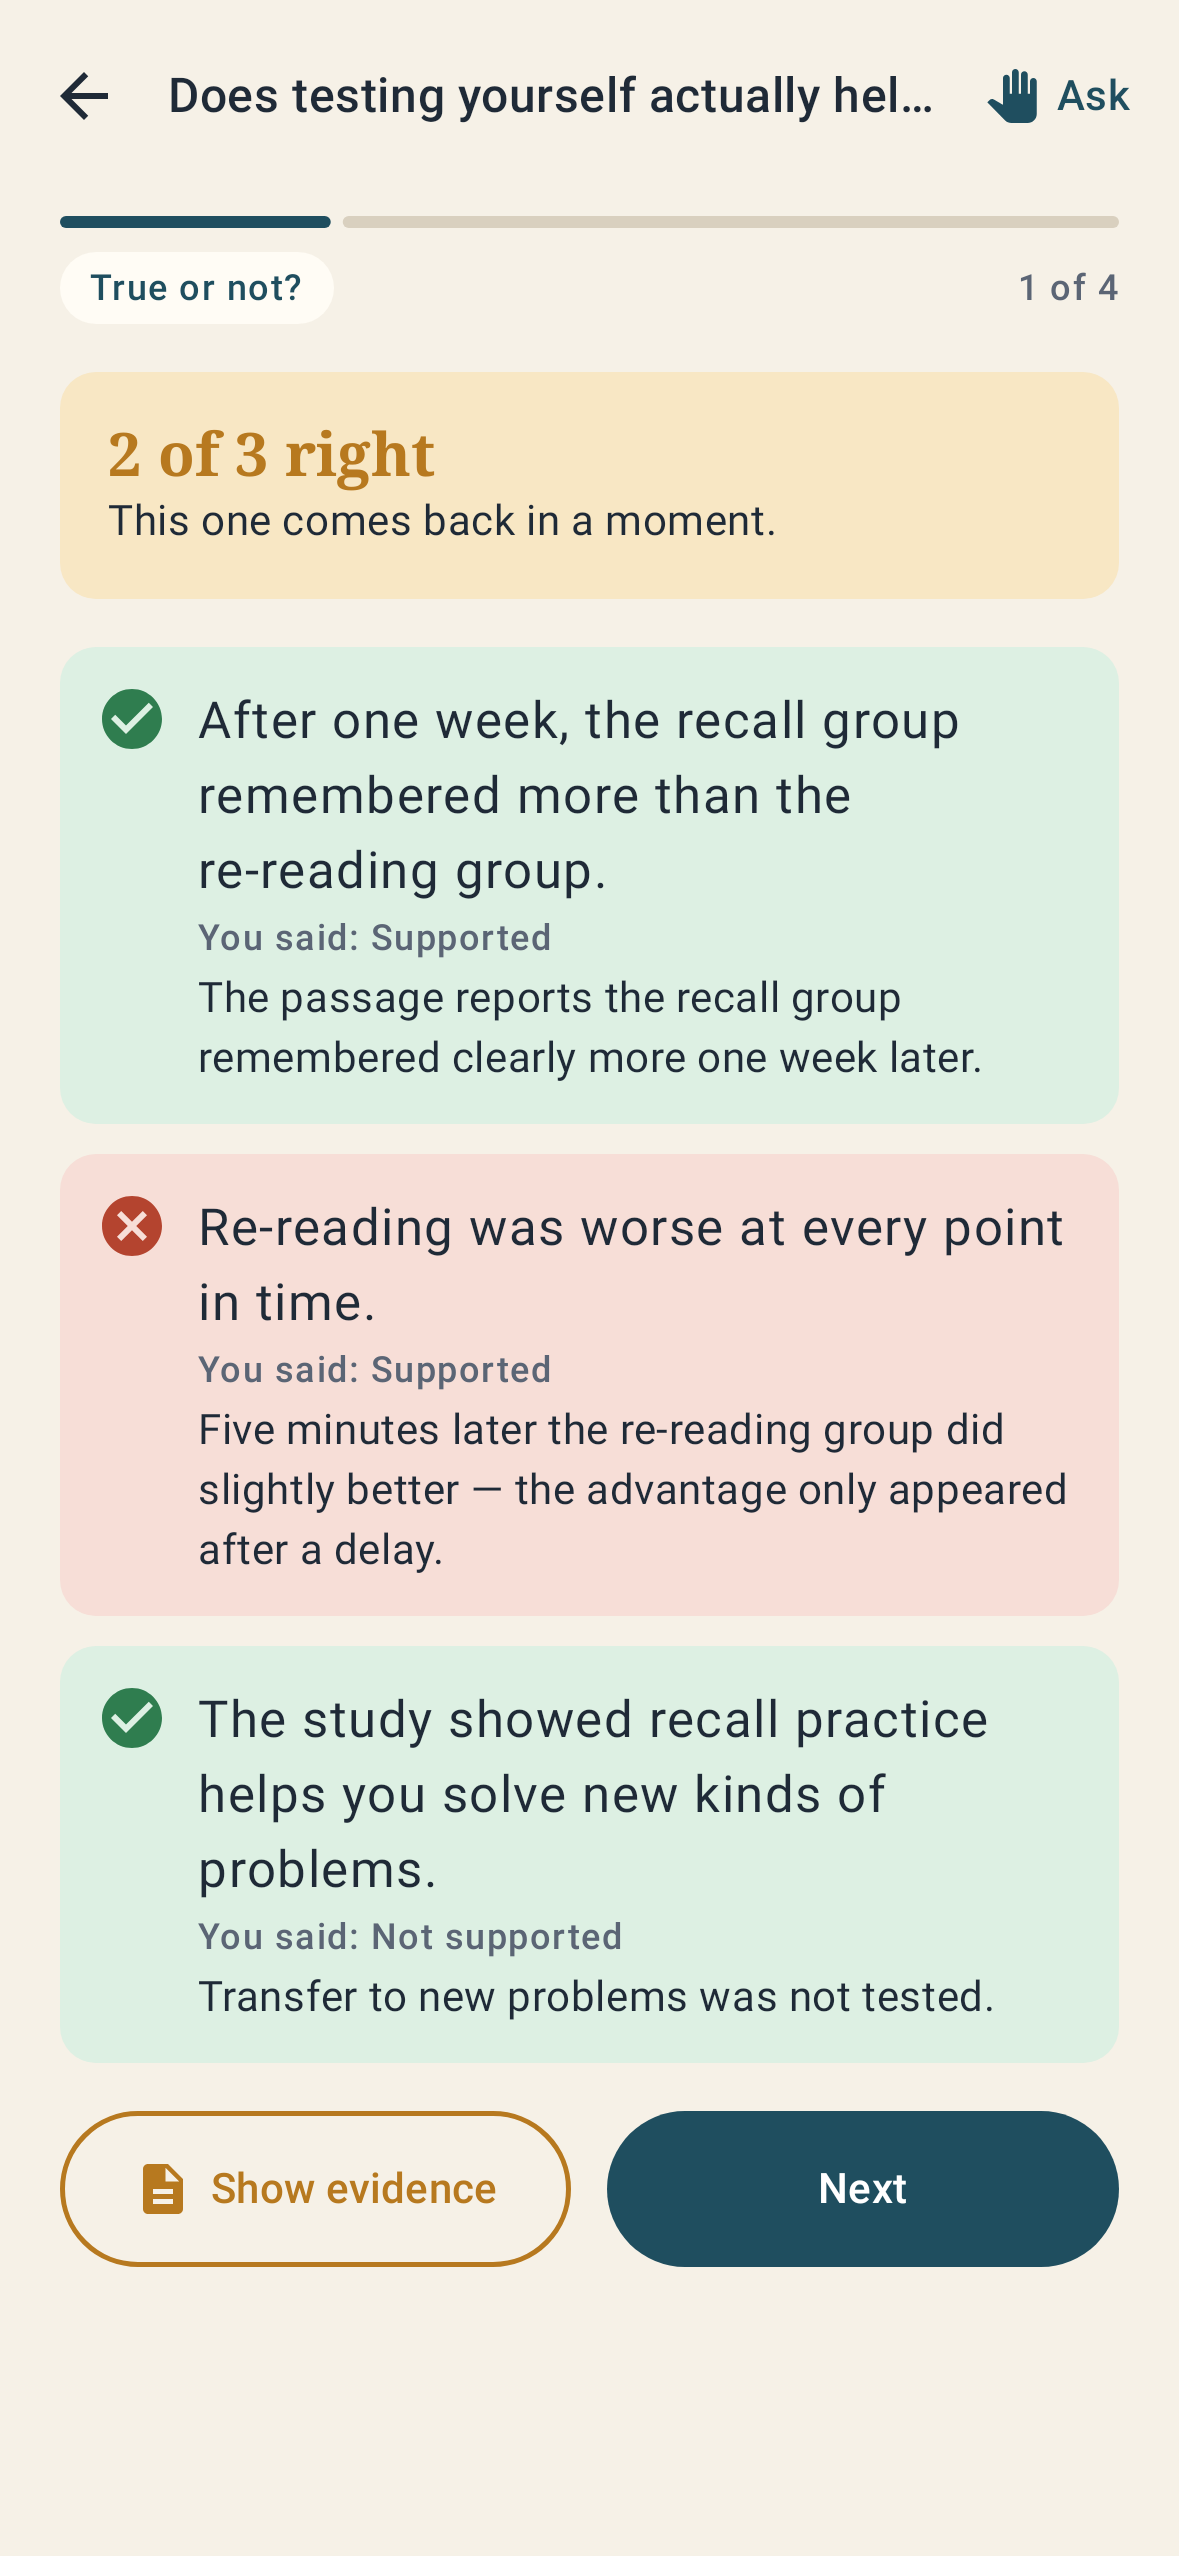 Does testing yourself actually hel…
Ask
True or not?
1 of 4
2 of 3 right
This one comes back in a moment.
After one week, the recall group
remembered more than the
re-reading group.
You said: Supported
The passage reports the recall group
remembered clearly more one week later.
Re-reading was worse at every point
in time.
You said: Supported
Five minutes later the re-reading group did
slightly better — the advantage only appeared
after a delay.
The study showed recall practice
helps you solve new kinds of
problems.
You said: Not supported
Transfer to new problems was not tested.
Show evidence
Next